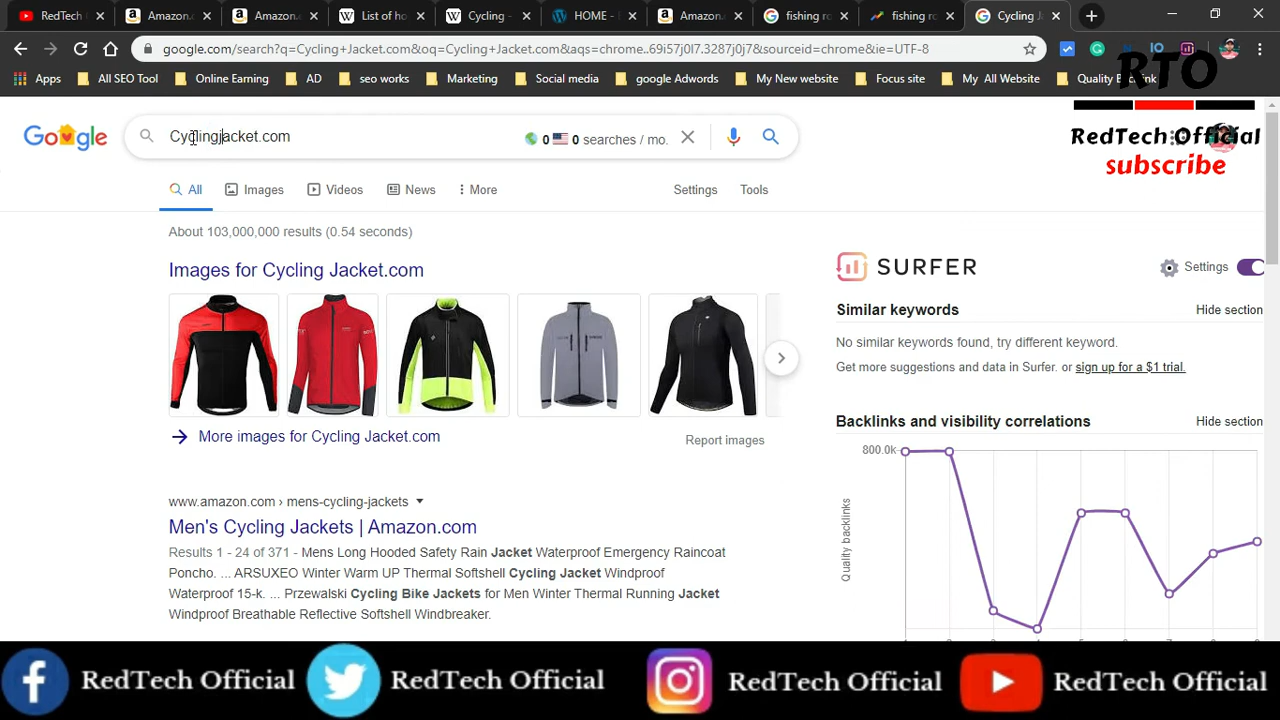 RedTech
Amazon.c
Amazon.c
List of ho
Cycling -
HOME - B
Amazon.c
fishing ro
fishing ro
Cycling J
google.com/search?q=Cycling+Jacket.com&oq=Cycling+Jacket.com&aqs=chrome..69i57j0l7.3287j0j7&sourceid=chrome&ie=UTF-8
Apps
All SEO Tool
Online Earning
AD
seo works
Marketing
Social media
google Adwords
My New website
Focus site
My All Website
Quality Backlink
RTO
RedTech Official
subscribe
Google
Cyclingjacket.com
0
0 searches / mo.
All
Images
Videos
News
More
Settings
Tools
About 103,000,000 results (0.54 seconds)
Images for Cycling Jacket.com
More images for Cycling Jacket.com
Report images
www.amazon.com › mens-cycling-jackets
Men's Cycling Jackets | Amazon.com
Results 1 - 24 of 371 - Mens Long Hooded Safety Rain Jacket Waterproof Emergency Raincoat
Poncho. ... ARSUXEO Winter Warm UP Thermal Softshell Cycling Jacket Windproof
Waterproof 15-k. ... Przewalski Cycling Bike Jackets for Men Winter Thermal Running Jacket
Windproof Breathable Reflective Softshell Windbreaker.
SURFER
Settings
Similar keywords
Hide section
No similar keywords found, try different keyword.
Get more suggestions and data in Surfer. or sign up for a $1 trial.
Backlinks and visibility correlations
Hide section
800.0k
Quality backlinks
RedTech Official
RedTech Official
RedTech Official
RedTech Official